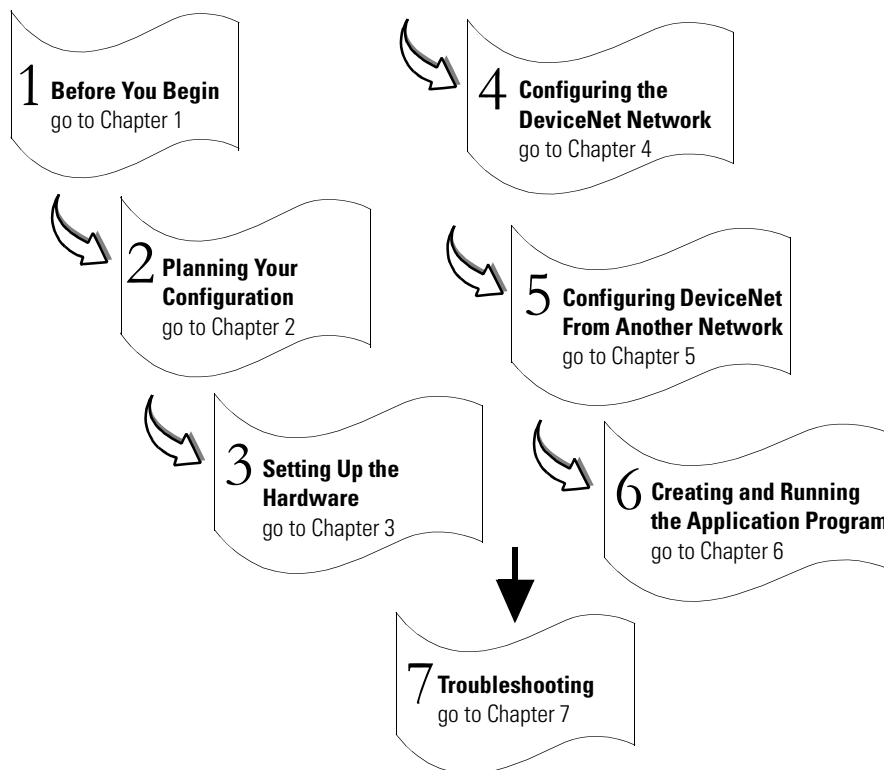 1 Before You Begin
go to Chapter 1
2 Planning Your
Configuration
go to Chapter 2
3 Setting Up the
Hardware
go to Chapter 3
4 Configuring the
DeviceNet Network
go to Chapter 4
5 Configuring DeviceNet
From Another Network
go to Chapter 5
6 Creating and Running
the Application Program
go to Chapter 6
7 Troubleshooting
go to Chapter 7